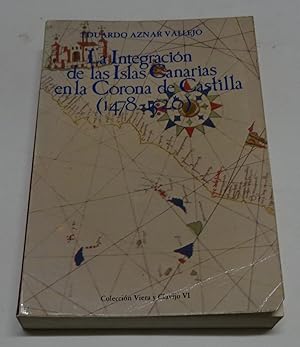 EDUARDO AZNAR VALLEJO
La Integración
de las Islas Canarias
en la Corona de Castilla
(1478-1526)
Colección Viera y Clavijo VI